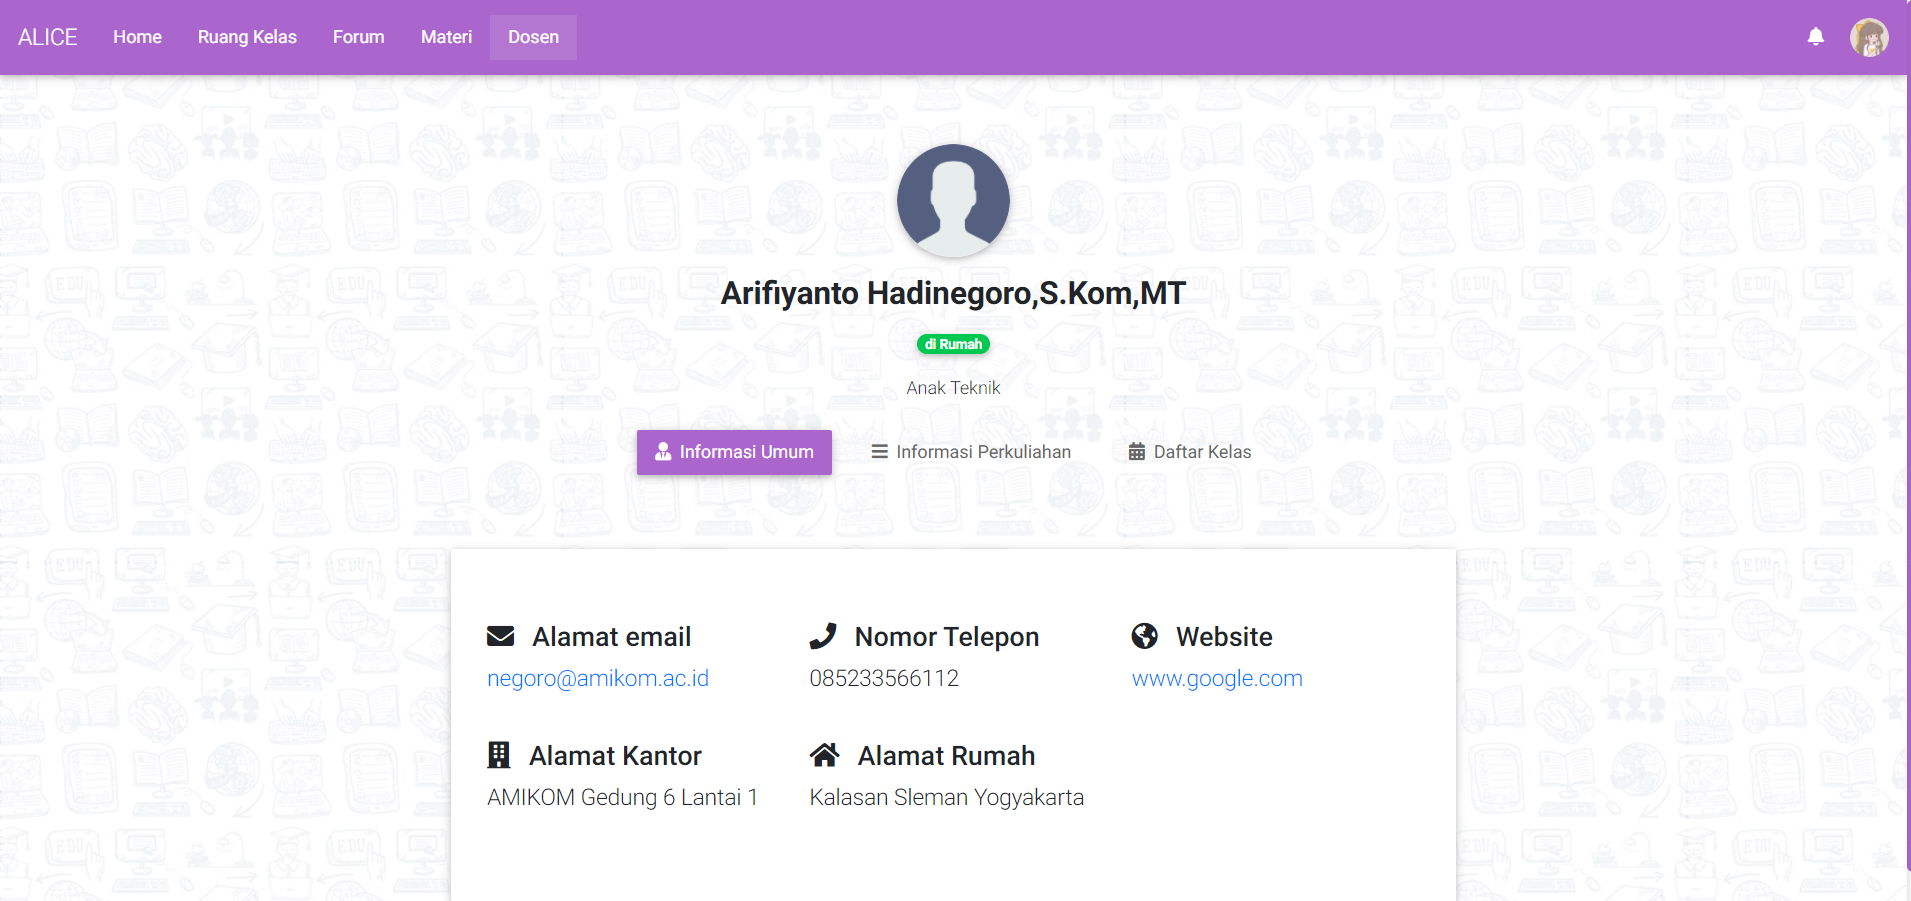 ALICE Home Ruang Kelas Forum Materi Dosen
Arifiyanto Hadinegoro,S.Kom,MT
di Rumah
Anak Teknik
Informasi Umum Informasi Perkuliahan Daftar Kelas
Alamat email Nomor Telepon Website
negoro@amikom.ac.id 085233566112 www.google.com
Alamat Kantor Alamat Rumah
AMIKOM Gedung 6 Lantai 1 Kalasan Sleman Yogyakarta